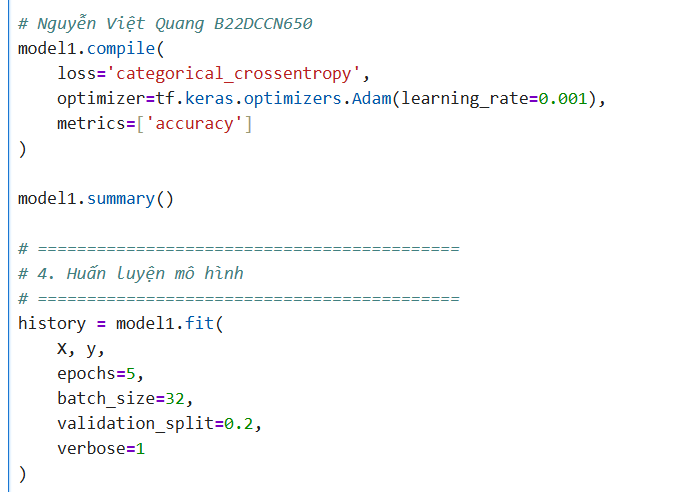 # Nguyễn Việt Quang B22DCCN650
model1.compile(
    loss='categorical_crossentropy',
    optimizer=tf.keras.optimizers.Adam(learning_rate=0.001),
    metrics=['accuracy']
)
model1.summary()
# ===========================================
# 4. Huấn luyện mô hình
# ===========================================
history = model1.fit(
    X, y,
    epochs=5,
    batch_size=32,
    validation_split=0.2,
    verbose=1
)